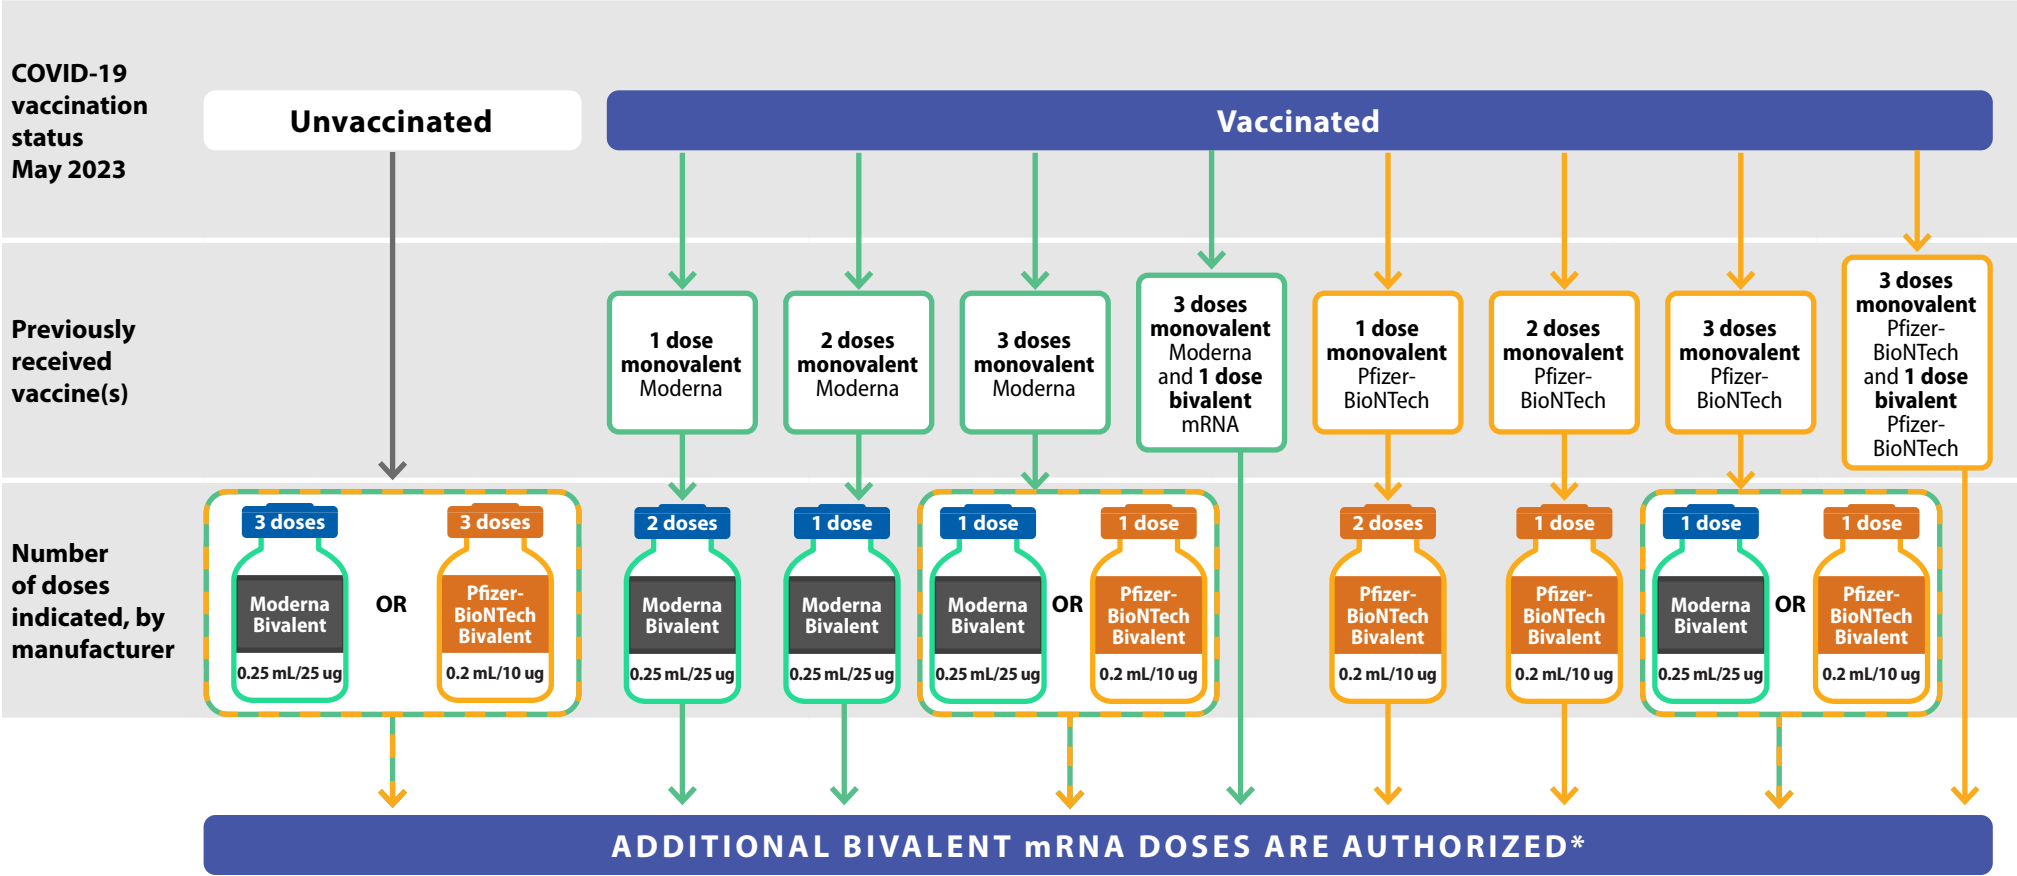 COVID-19
vaccination
status
May 2023
Unvaccinated
Vaccinated
Previously
received
vaccine(s)
1 dose
monovalent
Moderna
2 doses
monovalent
Moderna
3 doses
monovalent
Moderna
3 doses
monovalent
Moderna
and 1 dose
bivalent
mRNA
1 dose
monovalent
Pfizer-
BioNTech
2 doses
monovalent
Pfizer-
BioNTech
3 doses
monovalent
Pfizer-
BioNTech
3 doses
monovalent
Pfizer-
BioNTech
and 1 dose
bivalent
Pfizer-
BioNTech
Number
of doses
indicated, by
manufacturer
3 doses
Moderna
Bivalent
0.25 mL/25 ug
OR
3 doses
Pfizer-
BioNTech
Bivalent
0.2 mL/10 ug
2 doses
Moderna
Bivalent
0.25 mL/25 ug
1 dose
Moderna
Bivalent
0.25 mL/25 ug
1 dose
Moderna
Bivalent
0.25 mL/25 ug
OR
1 dose
Pfizer-
BioNTech
Bivalent
0.2 mL/10 ug
2 doses
Pfizer-
BioNTech
Bivalent
0.2 mL/10 ug
1 dose
Pfizer-
BioNTech
Bivalent
0.2 mL/10 ug
1 dose
Moderna
Bivalent
0.25 mL/25 ug
OR
1 dose
Pfizer-
BioNTech
Bivalent
0.2 mL/10 ug
ADDITIONAL BIVALENT mRNA DOSES ARE AUTHORIZED*